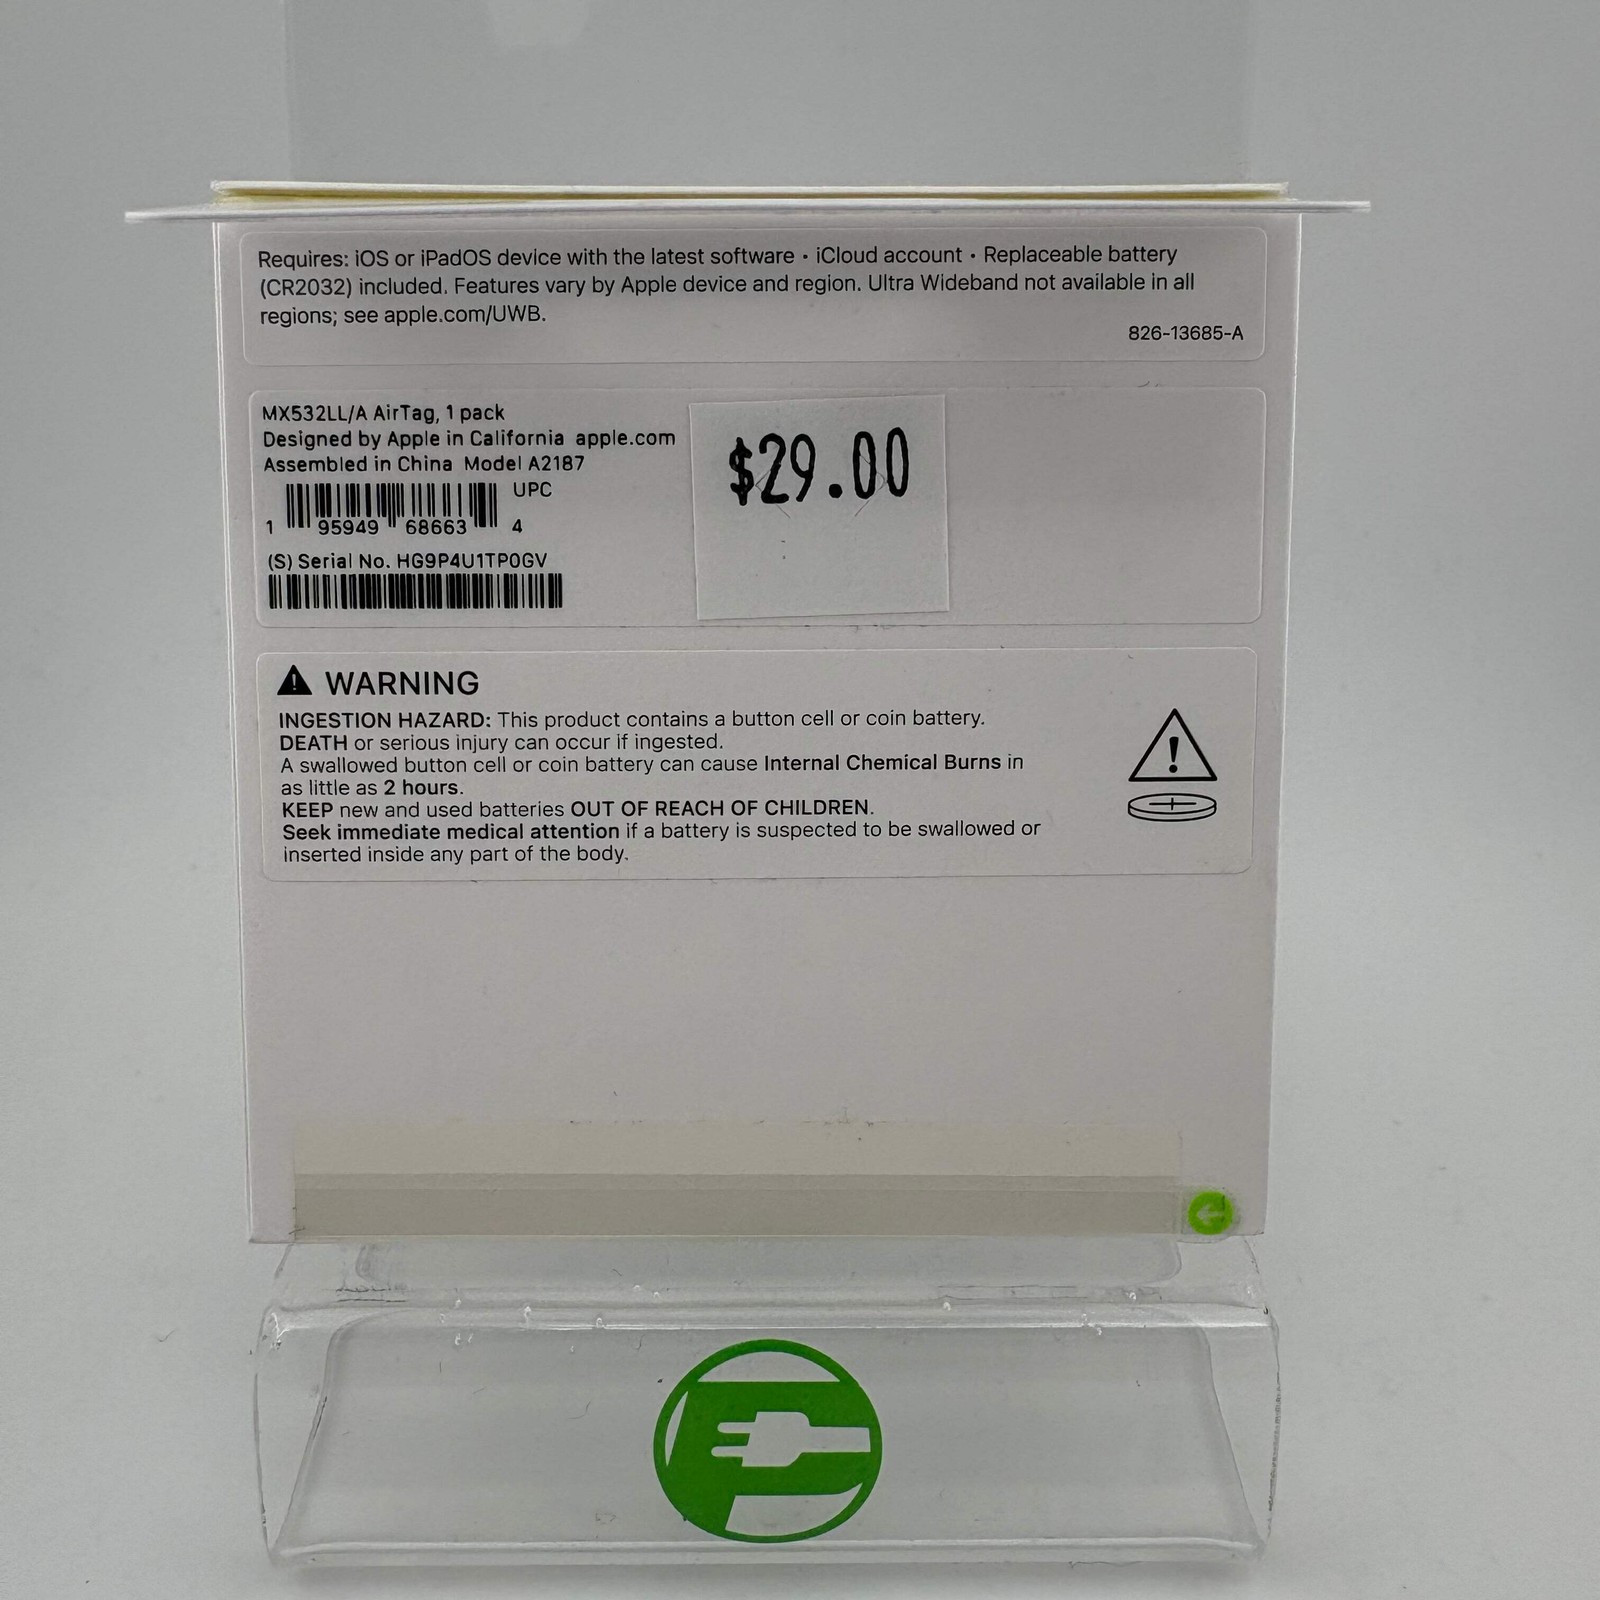 Requires: iOS or iPadOS device with the latest software • iCloud account • Replaceable battery
(CR2032) included. Features vary by Apple device and region. Ultra Wideband not available in all
regions; see apple.com/UWB.
826-13685-A
MX532LL/A AirTag, 1 pack
Designed by Apple in California apple.com
Assembled in China Model A2187
UPC
1 95949 68663 4
(S) Serial No. HG9P4U1TP0GV
$29.00
WARNING
INGESTION HAZARD: This product contains a button cell or coin battery.
DEATH or serious injury can occur if ingested.
A swallowed button cell or coin battery can cause Internal Chemical Burns in
as little as 2 hours.
KEEP new and used batteries OUT OF REACH OF CHILDREN.
Seek immediate medical attention if a battery is suspected to be swallowed or
inserted inside any part of the body.